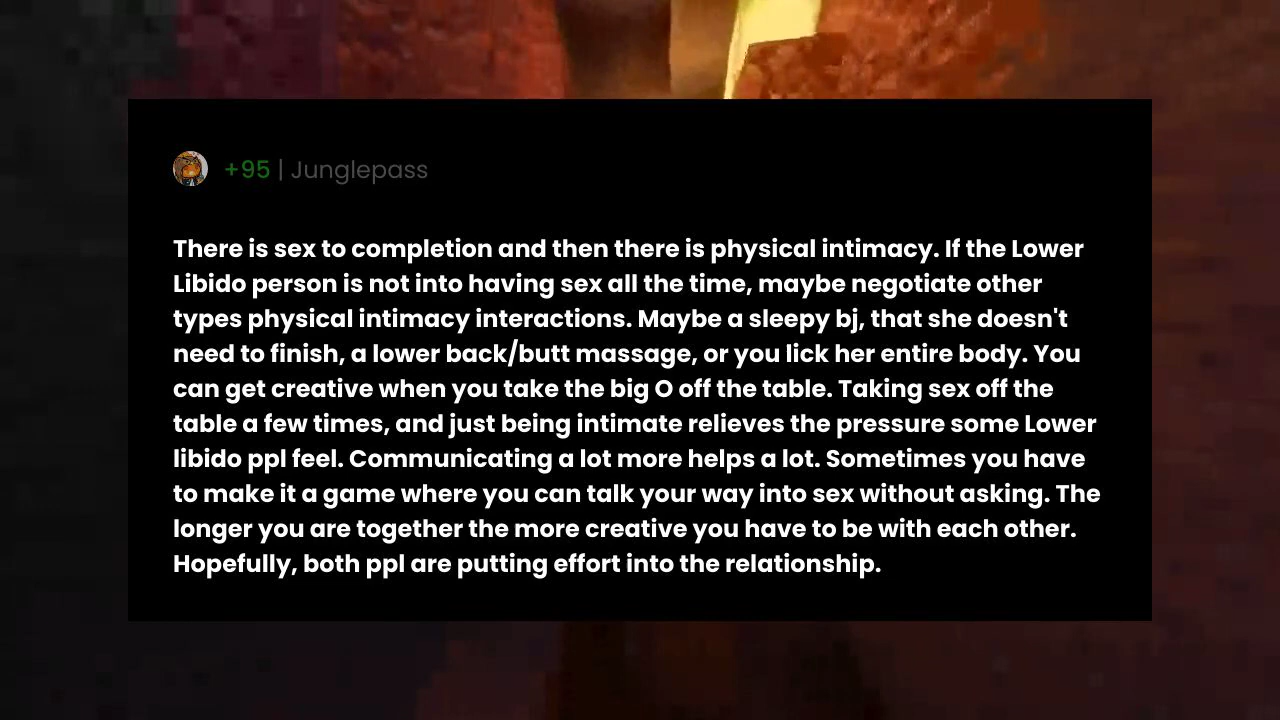 +95 | Junglepass
There is sex to completion and then there is physical intimacy. If the Lower
Libido person is not into having sex all the time, maybe negotiate other
types physical intimacy interactions. Maybe a sleepy bj, that she doesn't
need to finish, a lower back/butt massage, or you lick her entire body. You
can get creative when you take the big O off the table. Taking sex off the
table a few times, and just being intimate relieves the pressure some Lower
libido ppl feel. Communicating a lot more helps a lot. Sometimes you have
to make it a game where you can talk your way into sex without asking. The
longer you are together the more creative you have to be with each other.
Hopefully, both ppl are putting effort into the relationship.